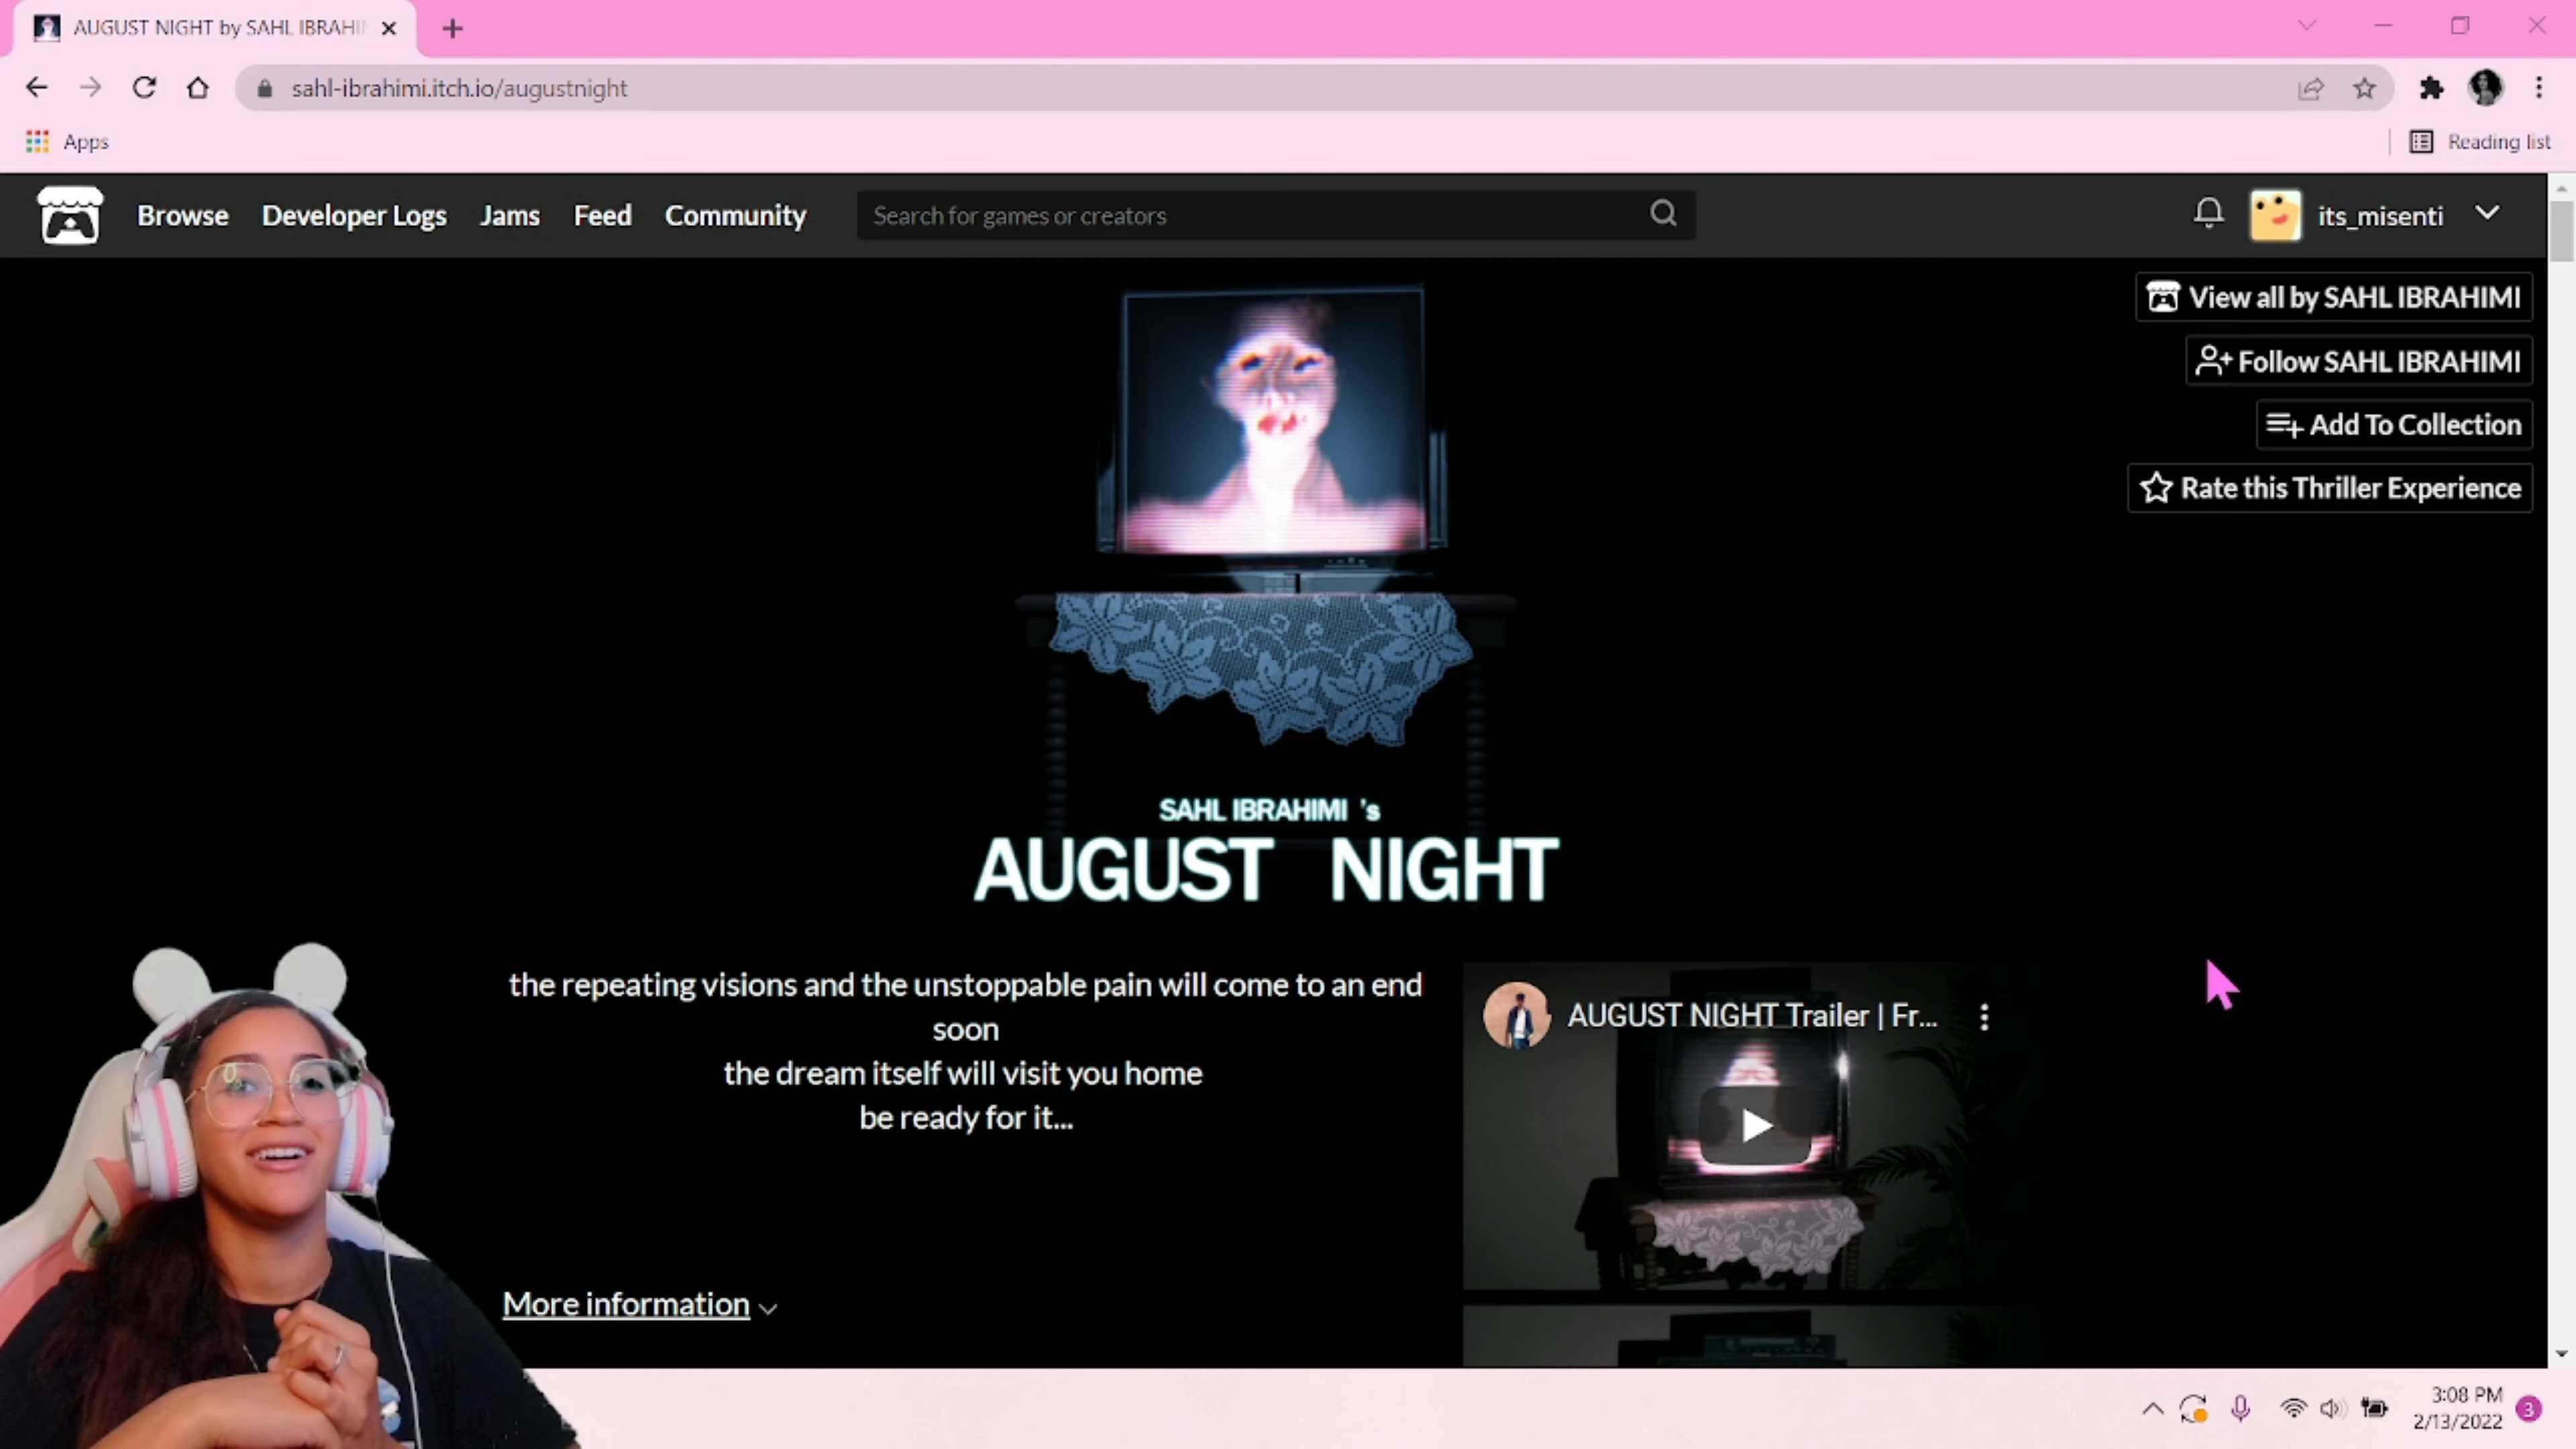 AUGUST NIGHT by SAHL IBRAHI
sahl-ibrahimi.itch.io/augustnight
Apps
Reading list
Browse
Developer Logs
Jams
Feed
Community
Search for games or creators
its_misenti
View all by SAHL IBRAHIMI
Follow SAHL IBRAHIMI
Add To Collection
Rate this Thriller Experience
SAHL IBRAHIMI 's
AUGUST NIGHT
the repeating visions and the unstoppable pain will come to an end
soon
the dream itself will visit you home
be ready for it...
AUGUST NIGHT Trailer | Fr...
More information
3:08 PM
2/13/2022
3